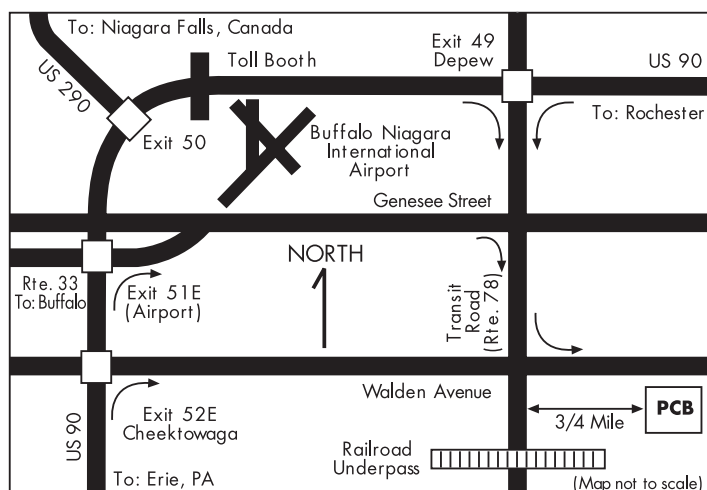 To: Niagara Falls, Canada
US 290
Toll Booth
Exit 49
Depew
US 90
To: Rochester
Exit 50
Buffalo Niagara
International
Airport
Genesee Street
NORTH
Rte. 33
To: Buffalo
Exit 51E
(Airport)
Transit
Road
(Rte. 78)
Walden Avenue
PCB
3/4 Mile
US 90
Exit 52E
Cheektowaga
Railroad
Underpass
To: Erie, PA
(Map not to scale)